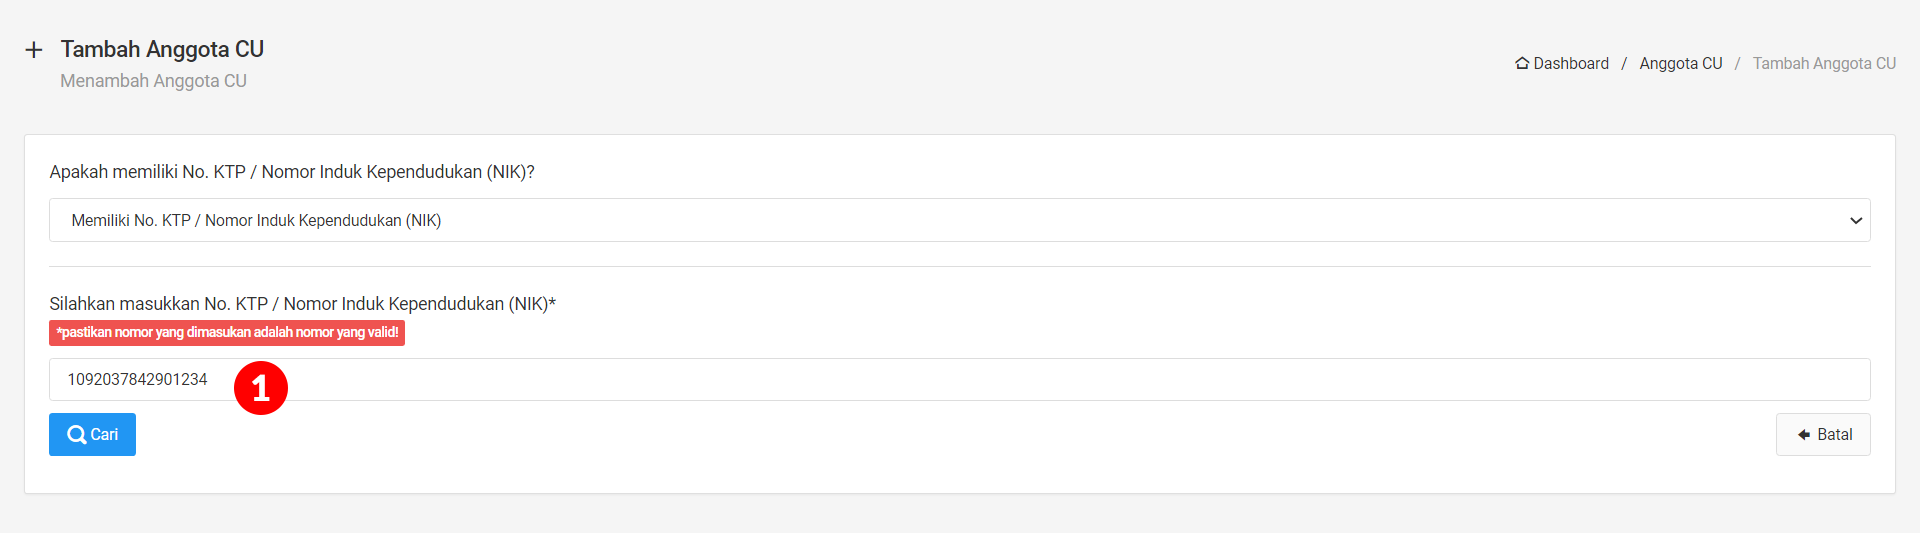 Tambah Anggota CU
Menambah Anggota CU
Dashboard / Anggota CU / Tambah Anggota CU
Apakah memiliki No. KTP / Nomor Induk Kependudukan (NIK)?
Memiliki No. KTP / Nomor Induk Kependudukan (NIK)
Silahkan masukkan No. KTP / Nomor Induk Kependudukan (NIK)*
*pastikan nomor yang dimasukan adalah nomor yang valid!
1092037842901234
1
Cari
Batal